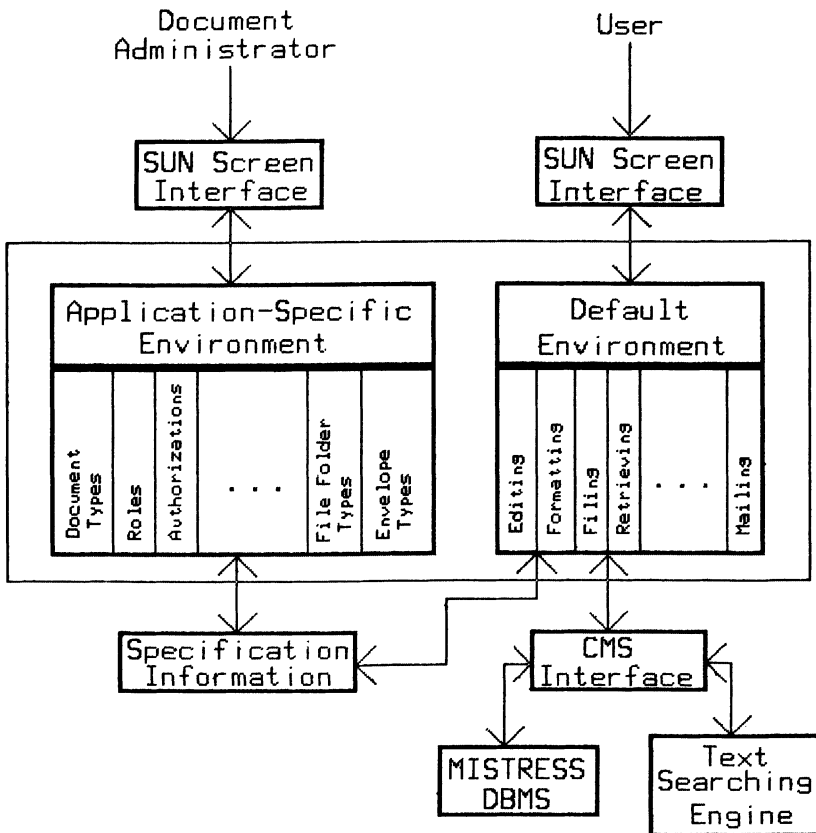 Document
Administrator
User
SUN Screen
Interface
SUN Screen
Interface
Application-Specific
Environment
Default
Environment
Document
Types
Roles
Authorizations
. . .
File Folder
Types
Envelope
Types
Editing
Formatting
Filing
Retrieving
. . .
Mailing
Specification
Information
CMS
Interface
MISTRESS
DBMS
Text
Searching
Engine